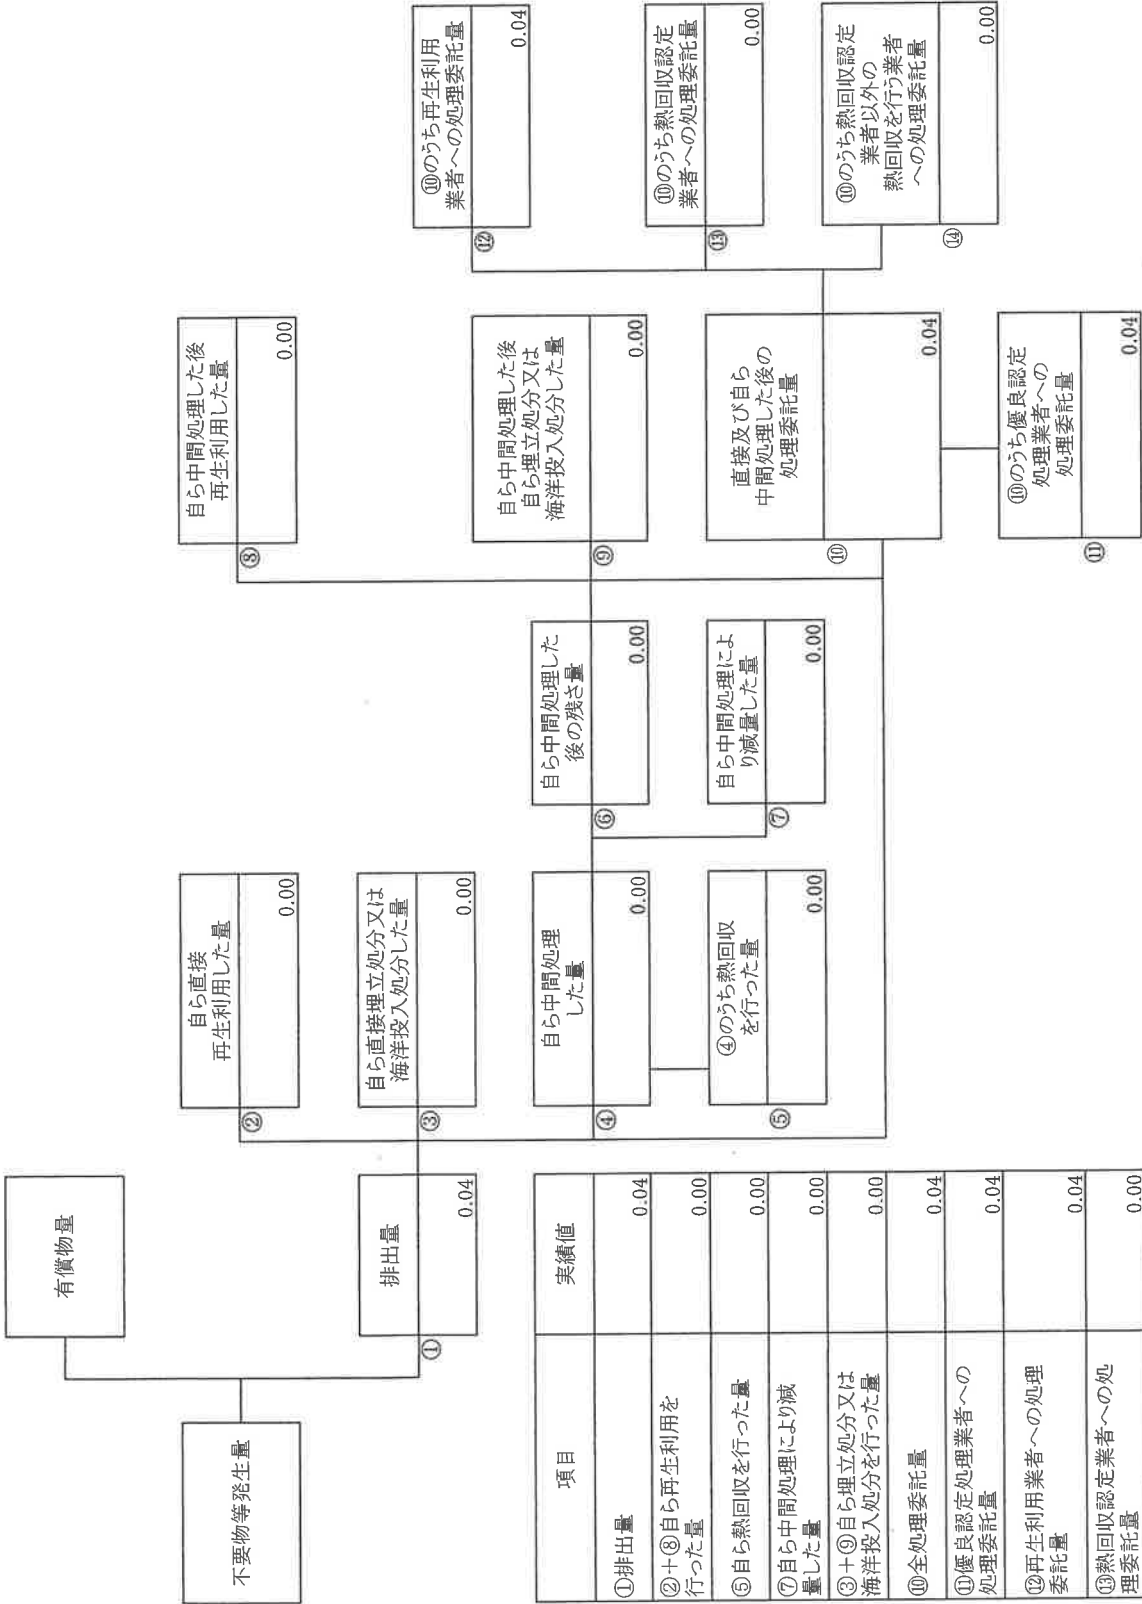 有償物量
不要物等発生量
排出量
①
0.04
自ら直接
再生利用した量
②
0.00
自ら直接埋立処分又は
海洋投入処分した量
③
0.00
自ら中間処理
した量
④
0.00
④のうち熱回収
を行った量
⑤
0.00
自ら中間処理した
後の残さ量
⑥
0.00
自ら中間処理によ
り減量した量
⑦
0.00
自ら中間処理した後
再生利用した量
⑧
0.00
自ら中間処理した後
自ら埋立処分又は
海洋投入処分した量
⑨
0.00
直接及び自ら
中間処理した後の
処理委託量
⑩
0.04
⑩のうち優良認定
処理業者への
処理委託量
⑪
0.04
⑩のうち再生利用
業者への処理委託量
⑫
0.04
⑩のうち熱回収認定
業者への処理委託量
⑬
0.00
⑩のうち熱回収認定
業者以外の
熱回収を行う業者
への処理委託量
⑭
0.00
項目 実績値
①排出量 0.04
②+⑧自ら再生利用を
行った量 0.00
⑤自ら熱回収を行った量 0.00
⑦自ら中間処理により減
量した量 0.00
③+⑨自ら埋立処分又は
海洋投入処分を行った量 0.00
⑩全処理委託量 0.04
⑪優良認定処理業者への
処理委託量 0.04
⑫再生利用業者への処理
委託量 0.04
⑬熱回収認定業者への処
理委託量 0.00